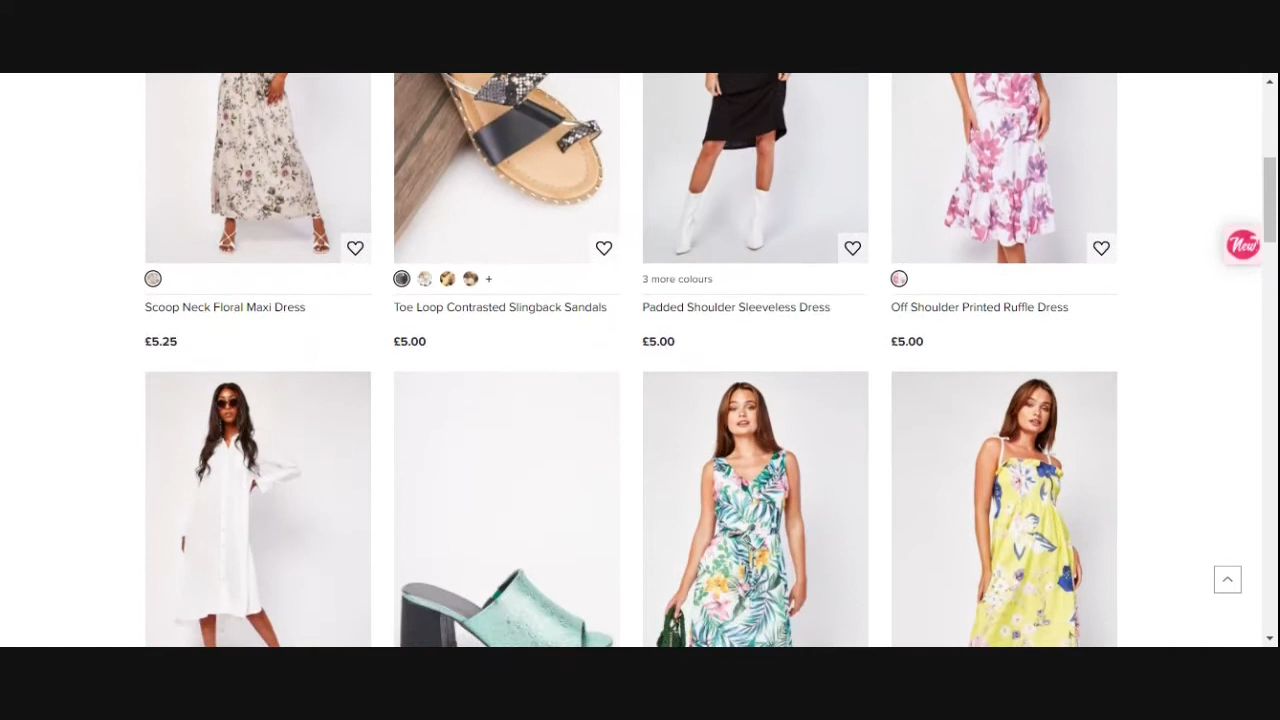 3 more colours
Scoop Neck Floral Maxi Dress
Toe Loop Contrasted Slingback Sandals
Padded Shoulder Sleeveless Dress
Off Shoulder Printed Ruffle Dress
£5.25
£5.00
£5.00
£5.00
New
+